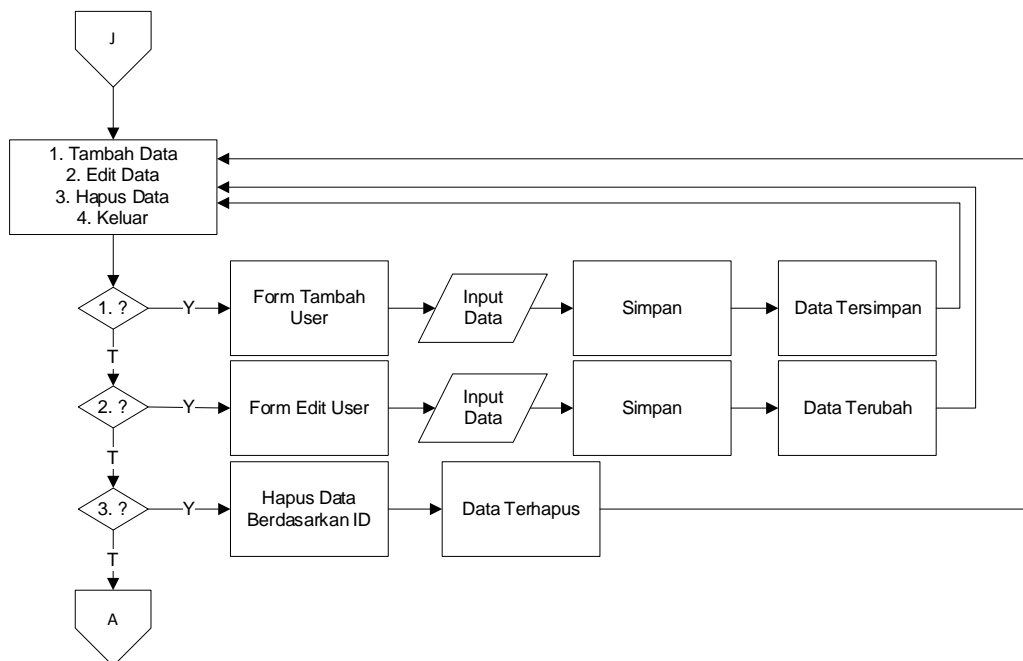 J
1. Tambah Data
2. Edit Data
3. Hapus Data
4. Keluar
1. ?
Y
Form Tambah
User
Input
Data
Simpan
Data Tersimpan
T
2. ?
Y
Form Edit User
Input
Data
Simpan
Data Terubah
T
3. ?
Y
Hapus Data
Berdasarkan ID
Data Terhapus
T
A